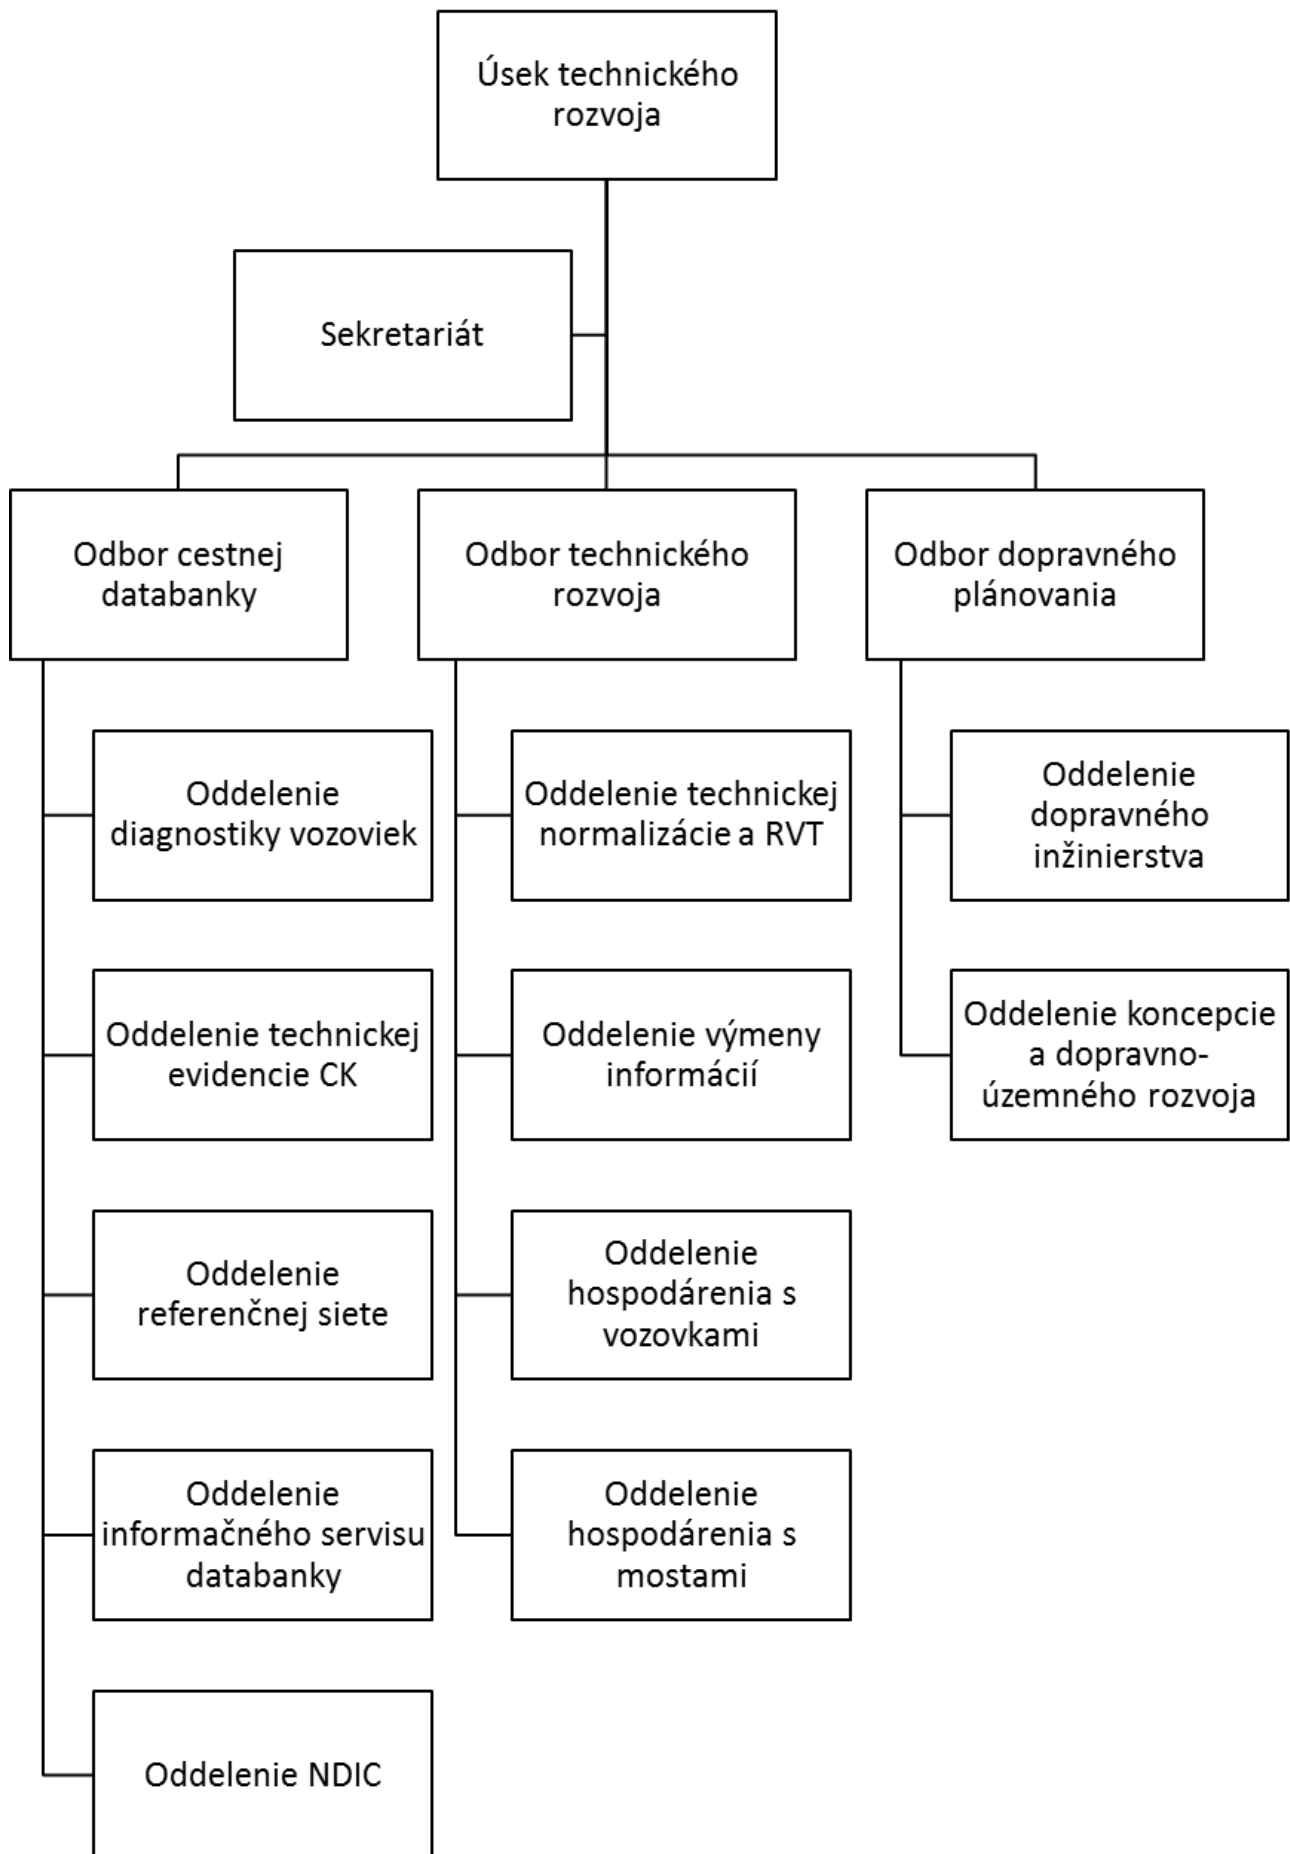 Úsek technického
rozvoja
Sekretariát
Odbor cestnej
databanky
Odbor technického
rozvoja
Odbor dopravného
plánovania
Oddelenie
diagnostiky vozoviek
Oddelenie technickej
normalizácie a RVT
Oddelenie
dopravného
inžinierstva
Oddelenie technickej
evidencie CK
Oddelenie výmeny
informácií
Oddelenie koncepcie
a dopravno-
územného rozvoja
Oddelenie
referenčnej siete
Oddelenie
hospodárenia s
vozovkami
Oddelenie
informačného servisu
databanky
Oddelenie
hospodárenia s
mostami
Oddelenie NDIC